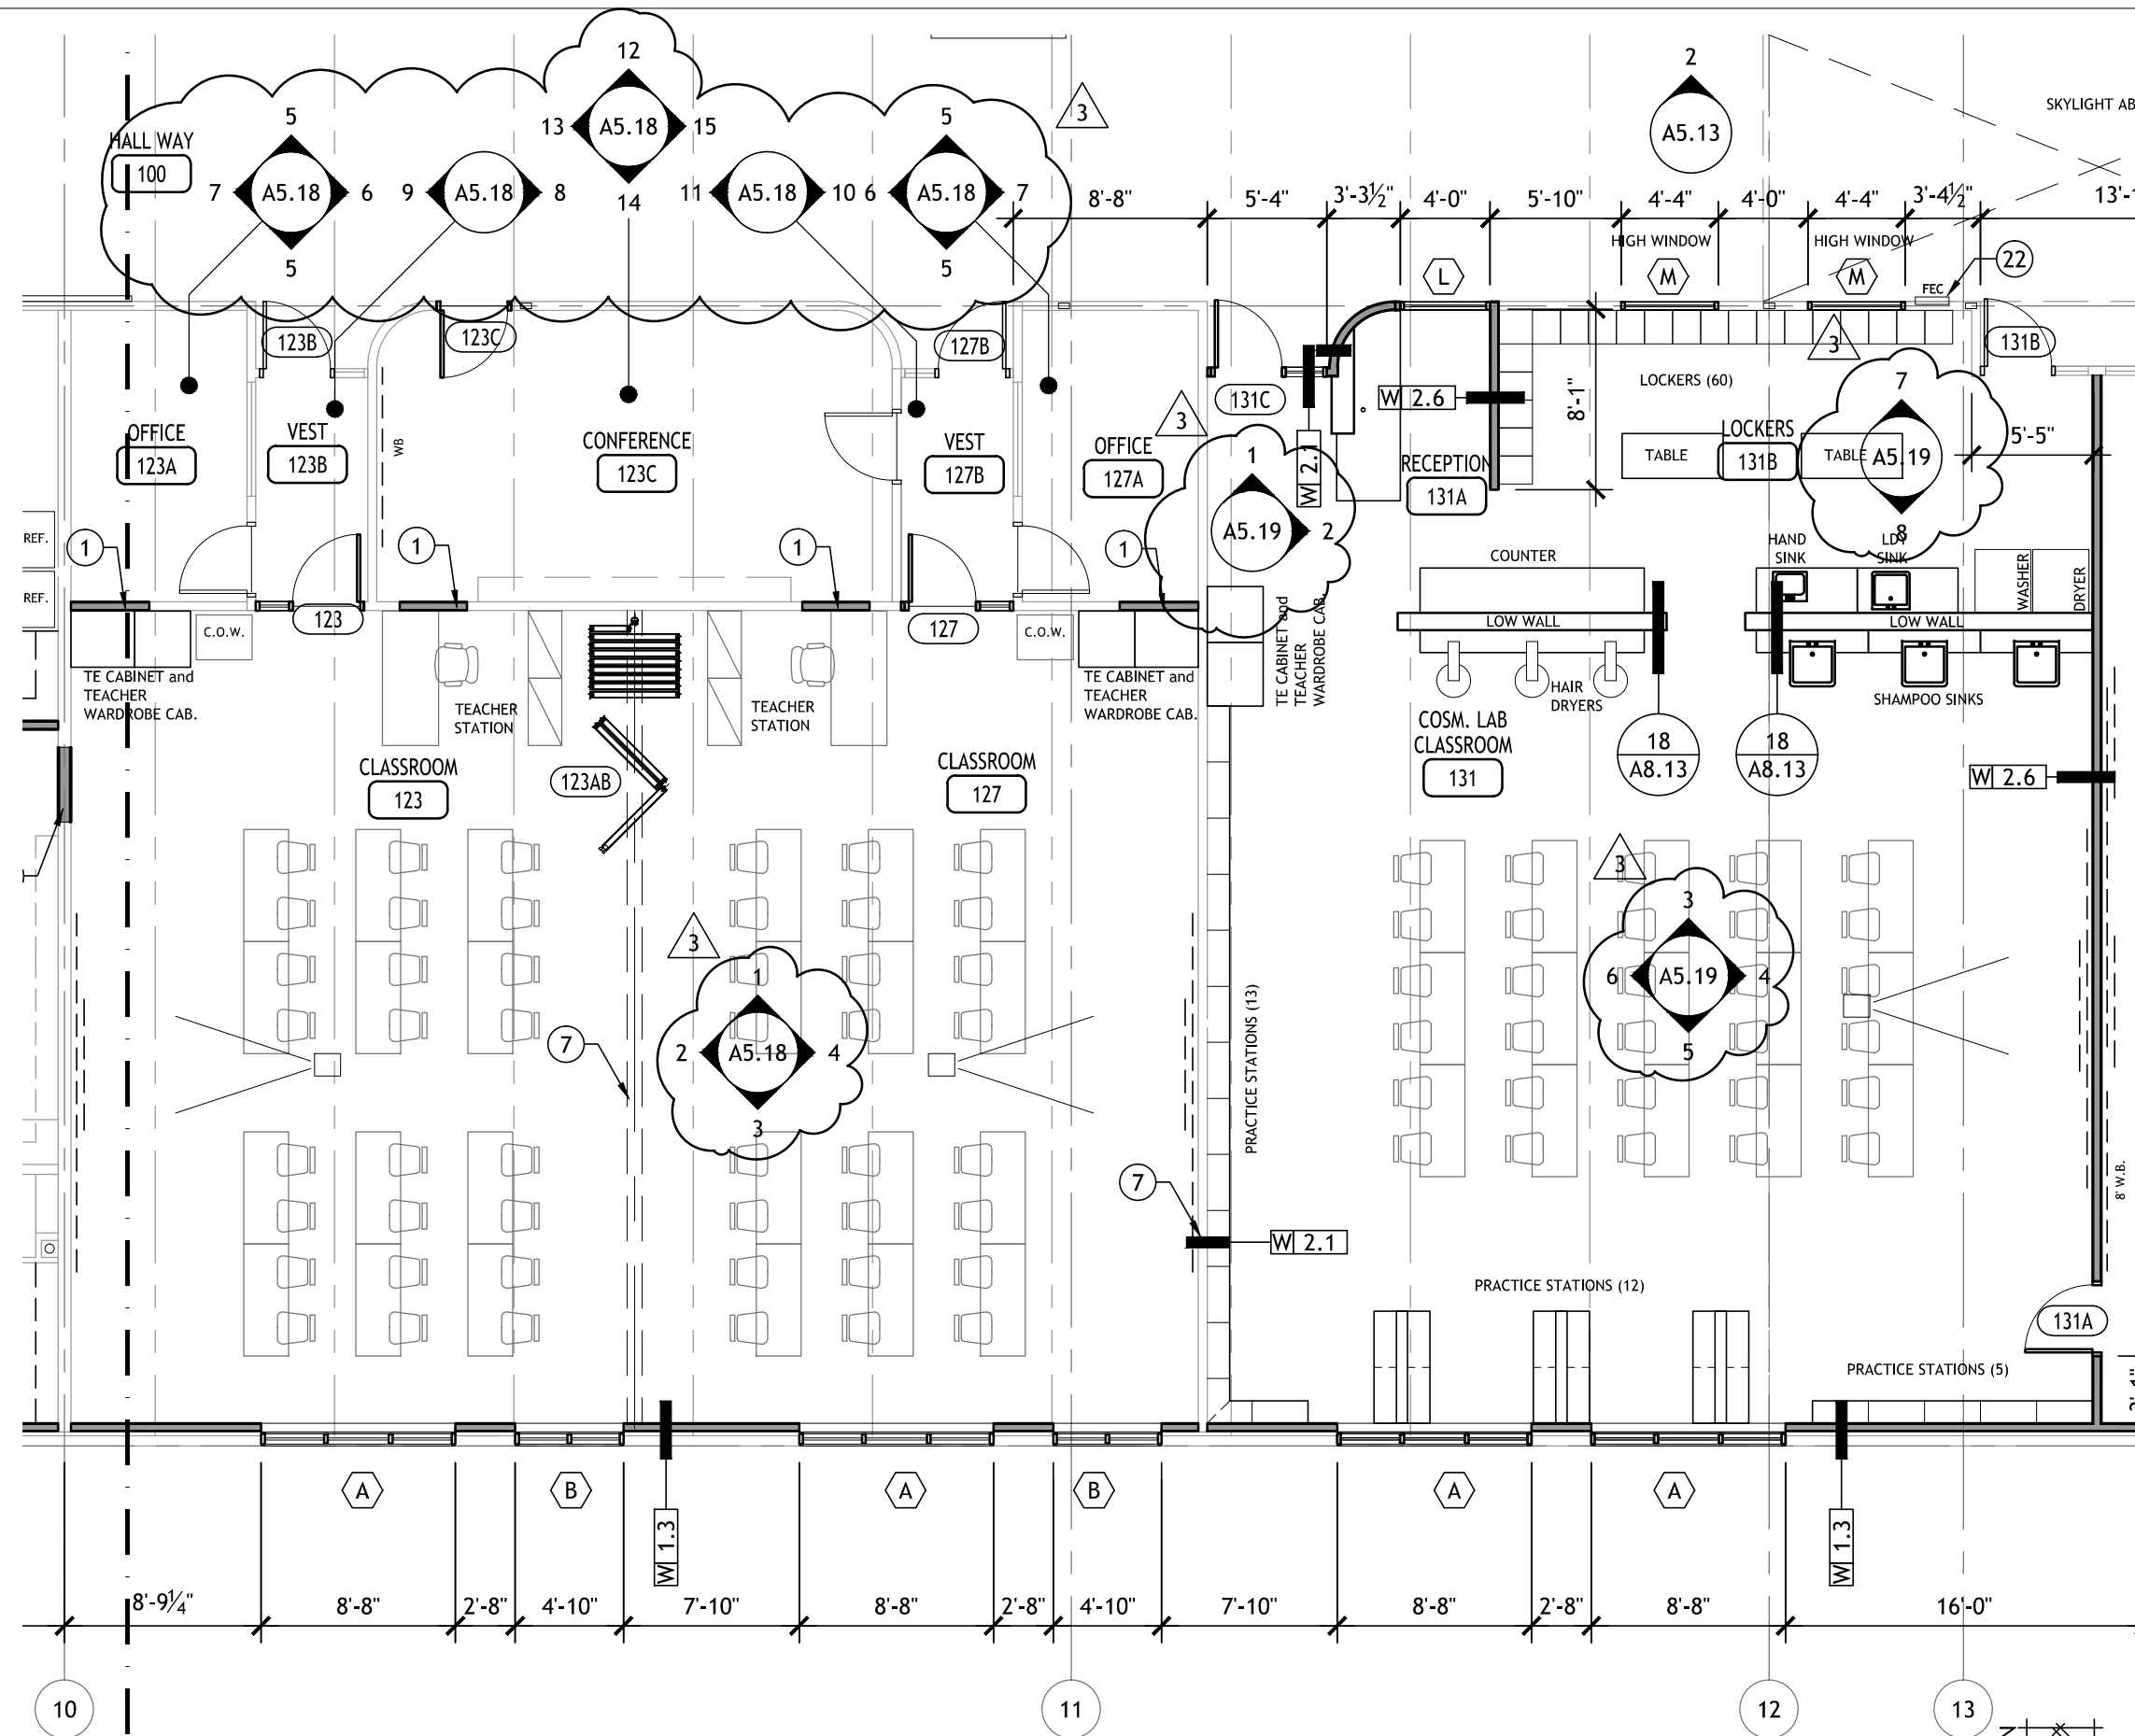 12
13 A5.18 15
14
5
7 A5.18 6
5
9 A5.18 8
11 A5.18 10
5
6 A5.18 7
5
3
2
A5.13
SKYLIGHT AB
HALL WAY
100
8'-8"
5'-4"
3'-3½"
4'-0"
5'-10"
4'-4"
4'-0"
4'-4"
3'-4½"
HIGH WINDOW
HIGH WINDOW
L
M
M
FEC
22
123B
123C
127B
131C
131B
3
LOCKERS (60)
W 2.6
8'-1"
3
7
A5.19
8
5'-5"
OFFICE
123A
VEST
123B
WB
CONFERENCE
123C
VEST
127B
OFFICE
127A
1
A5.19 2
W 2.1
RECEPTION
131A
TABLE
LOCKERS
131B
TABLE
REF.
REF.
1
1
1
1
COUNTER
HAND
SINK
LDY
SINK
WASHER
DRYER
LOW WALL
LOW WALL
C.O.W.
123
127
C.O.W.
TE CABINET and
TEACHER
WARDROBE CAB.
TEACHER
STATION
TEACHER
STATION
TE CABINET and
TEACHER
WARDROBE CAB.
TE CABINET and
TEACHER
WARDROBE CAB.
HAIR
DRYERS
SHAMPOO SINKS
COSM. LAB
CLASSROOM
131
18
A8.13
18
A8.13
W 2.6
CLASSROOM
123
123AB
CLASSROOM
127
3
1
2 A5.18 4
3
7
3
3
6 A5.19 4
5
PRACTICE STATIONS (13)
7
W 2.1
8' W.B.
PRACTICE STATIONS (12)
131A
PRACTICE STATIONS (5)
A
B
A
B
A
A
W 1.3
W 1.3
8'-9¼"
8'-8"
2'-8"
4'-10"
7'-10"
8'-8"
2'-8"
4'-10"
7'-10"
8'-8"
2'-8"
8'-8"
16'-0"
10
11
12
13